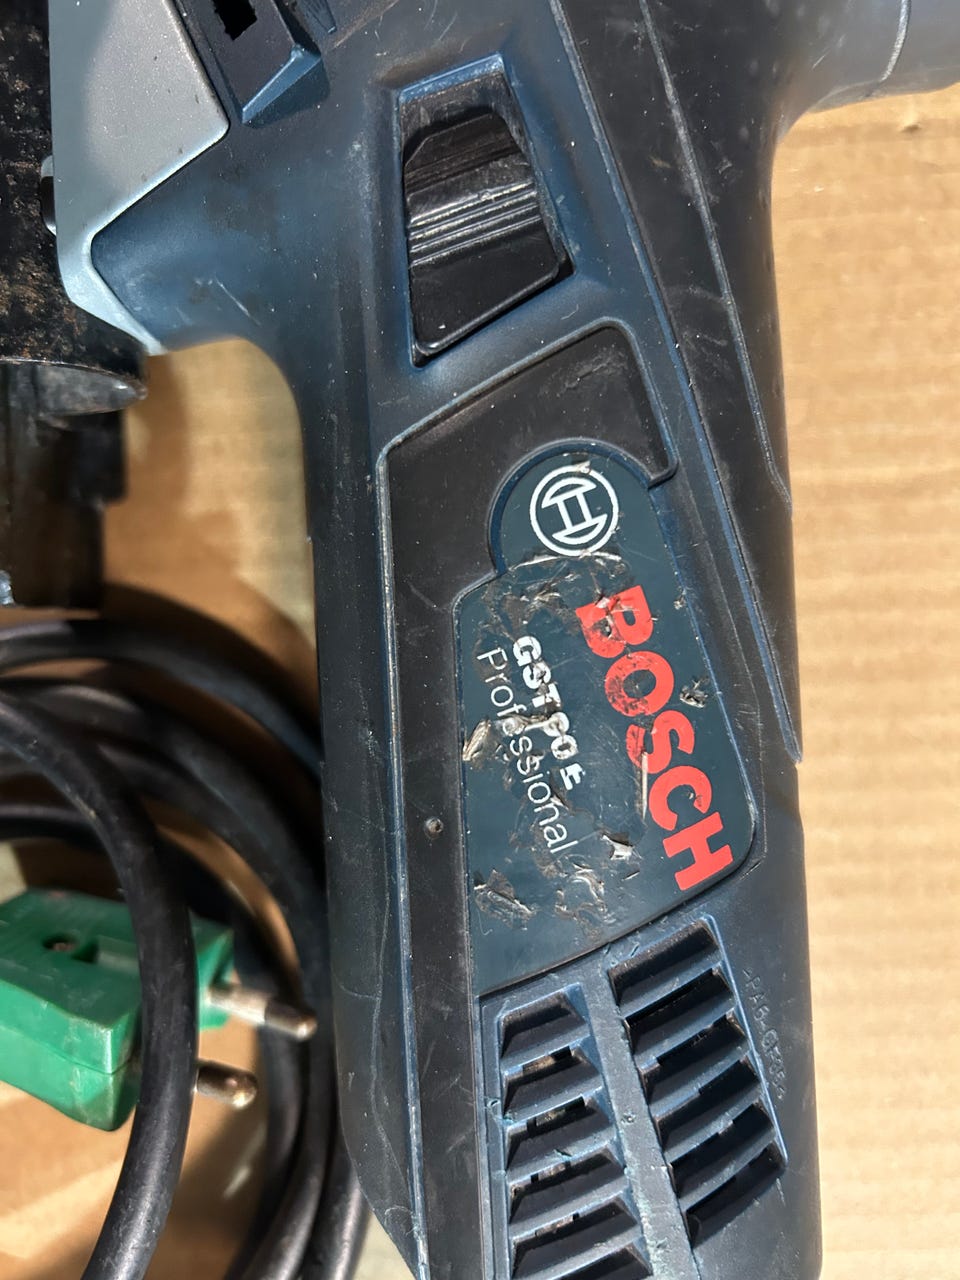 BOSCH
GST 90 E
Professional